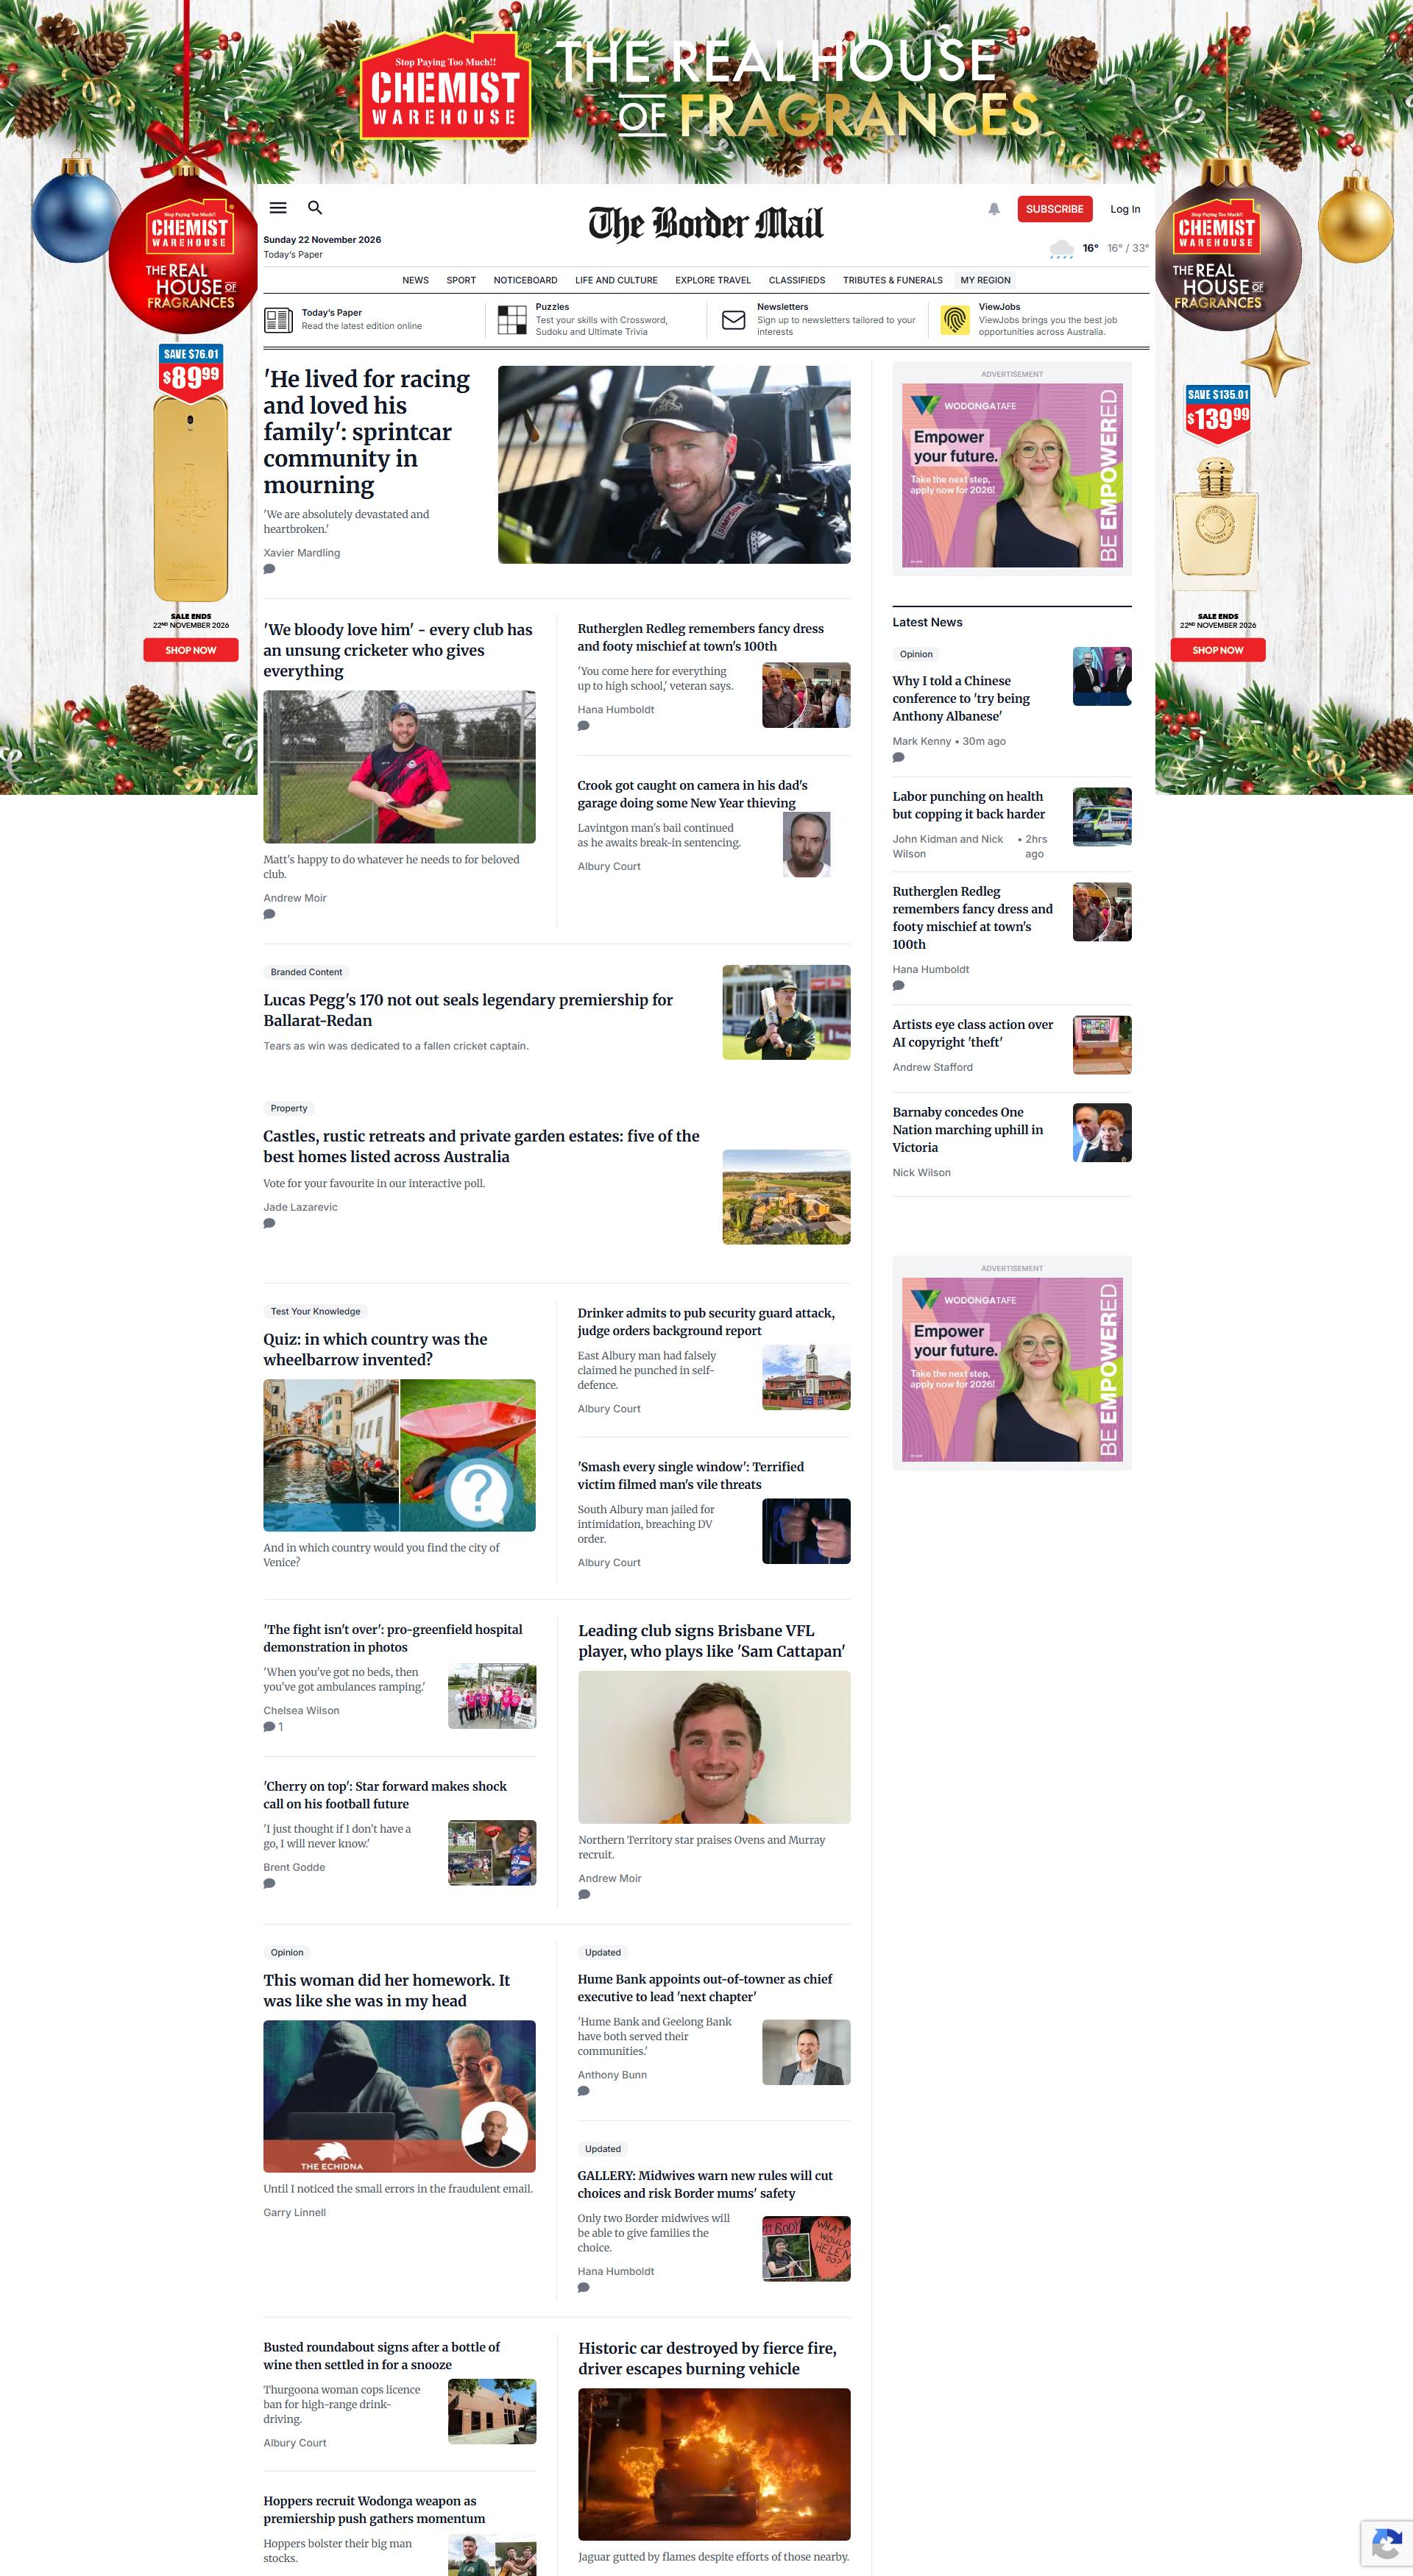 Stop Paying Too Much!!
CHEMIST
WAREHOUSE
®
THE REAL HOUSE
OF FRAGRANCES
Stop Paying Too Much!!
CHEMIST
WAREHOUSE
THE REAL
HOUSE OF
FRAGRANCES
SAVE $76.01
$89.99
SALE ENDS
22ND NOVEMBER 2026
SHOP NOW
Stop Paying Too Much!!
CHEMIST
WAREHOUSE
THE REAL
HOUSE OF
FRAGRANCES
SAVE $135.01
$139.99
SALE ENDS
22ND NOVEMBER 2026
SHOP NOW
The Border Mail
SUBSCRIBE
Log In
Sunday 22 November 2026
Today's Paper
16° 16° / 33°
NEWS SPORT NOTICEBOARD LIFE AND CULTURE EXPLORE TRAVEL CLASSIFIEDS TRIBUTES & FUNERALS MY REGION
Today's Paper
Read the latest edition online
Puzzles
Test your skills with Crossword,
Sudoku and Ultimate Trivia
Newsletters
Sign up to newsletters tailored to your
interests
ViewJobs
ViewJobs brings you the best job
opportunities across Australia.
'He lived for racing
and loved his
family': sprintcar
community in
mourning
'We are absolutely devastated and
heartbroken.'
Xavier Mardling
SIMPSON
'We bloody love him' - every club has
an unsung cricketer who gives
everything
Matt's happy to do whatever he needs to for beloved
club.
Andrew Moir
Rutherglen Redleg remembers fancy dress
and footy mischief at town's 100th
'You come here for everything
up to high school,' veteran says.
Hana Humboldt
Crook got caught on camera in his dad's
garage doing some New Year thieving
Lavintgon man's bail continued
as he awaits break-in sentencing.
Albury Court
Branded Content
Lucas Pegg's 170 not out seals legendary premiership for
Ballarat-Redan
Tears as win was dedicated to a fallen cricket captain.
Property
Castles, rustic retreats and private garden estates: five of the
best homes listed across Australia
Vote for your favourite in our interactive poll.
Jade Lazarevic
Test Your Knowledge
Quiz: in which country was the
wheelbarrow invented?
?
And in which country would you find the city of
Venice?
Drinker admits to pub security guard attack,
judge orders background report
East Albury man had falsely
claimed he punched in self-
defence.
Albury Court
'Smash every single window': Terrified
victim filmed man's vile threats
South Albury man jailed for
intimidation, breaching DV
order.
Albury Court
'The fight isn't over': pro-greenfield hospital
demonstration in photos
'When you've got no beds, then
you've got ambulances ramping.'
Chelsea Wilson
1
'Cherry on top': Star forward makes shock
call on his football future
'I just thought if I don't have a
go, I will never know.'
Brent Godde
Leading club signs Brisbane VFL
player, who plays like 'Sam Cattapan'
Northern Territory star praises Ovens and Murray
recruit.
Andrew Moir
Opinion
This woman did her homework. It
was like she was in my head
THE ECHIDNA
Until I noticed the small errors in the fraudulent email.
Garry Linnell
Updated
Hume Bank appoints out-of-towner as chief
executive to lead 'next chapter'
'Hume Bank and Geelong Bank
have both served their
communities.'
Anthony Bunn
Updated
GALLERY: Midwives warn new rules will cut
choices and risk Border mums' safety
Only two Border midwives will
be able to give families the
choice.
Hana Humboldt
MY BODY
WHAT
WOULD
HELEN
DO?
Busted roundabout signs after a bottle of
wine then settled in for a snooze
Thurgoona woman cops licence
ban for high-range drink-
driving.
Albury Court
Hoppers recruit Wodonga weapon as
premiership push gathers momentum
Hoppers bolster their big man
stocks.
Historic car destroyed by fierce fire,
driver escapes burning vehicle
Jaguar gutted by flames despite efforts of those nearby.
ADVERTISEMENT
WODONGATAFE
Empower
your future.
Take the next step,
apply now for 2026!
BE EMPOWERED
Latest News
Opinion
Why I told a Chinese
conference to 'try being
Anthony Albanese'
Mark Kenny • 30m ago
Labor punching on health
but copping it back harder
John Kidman and Nick
Wilson
• 2hrs
ago
Rutherglen Redleg
remembers fancy dress and
footy mischief at town's
100th
Hana Humboldt
Artists eye class action over
AI copyright 'theft'
Andrew Stafford
Barnaby concedes One
Nation marching uphill in
Victoria
Nick Wilson
ADVERTISEMENT
WODONGATAFE
Empower
your future.
Take the next step,
apply now for 2026!
BE EMPOWERED